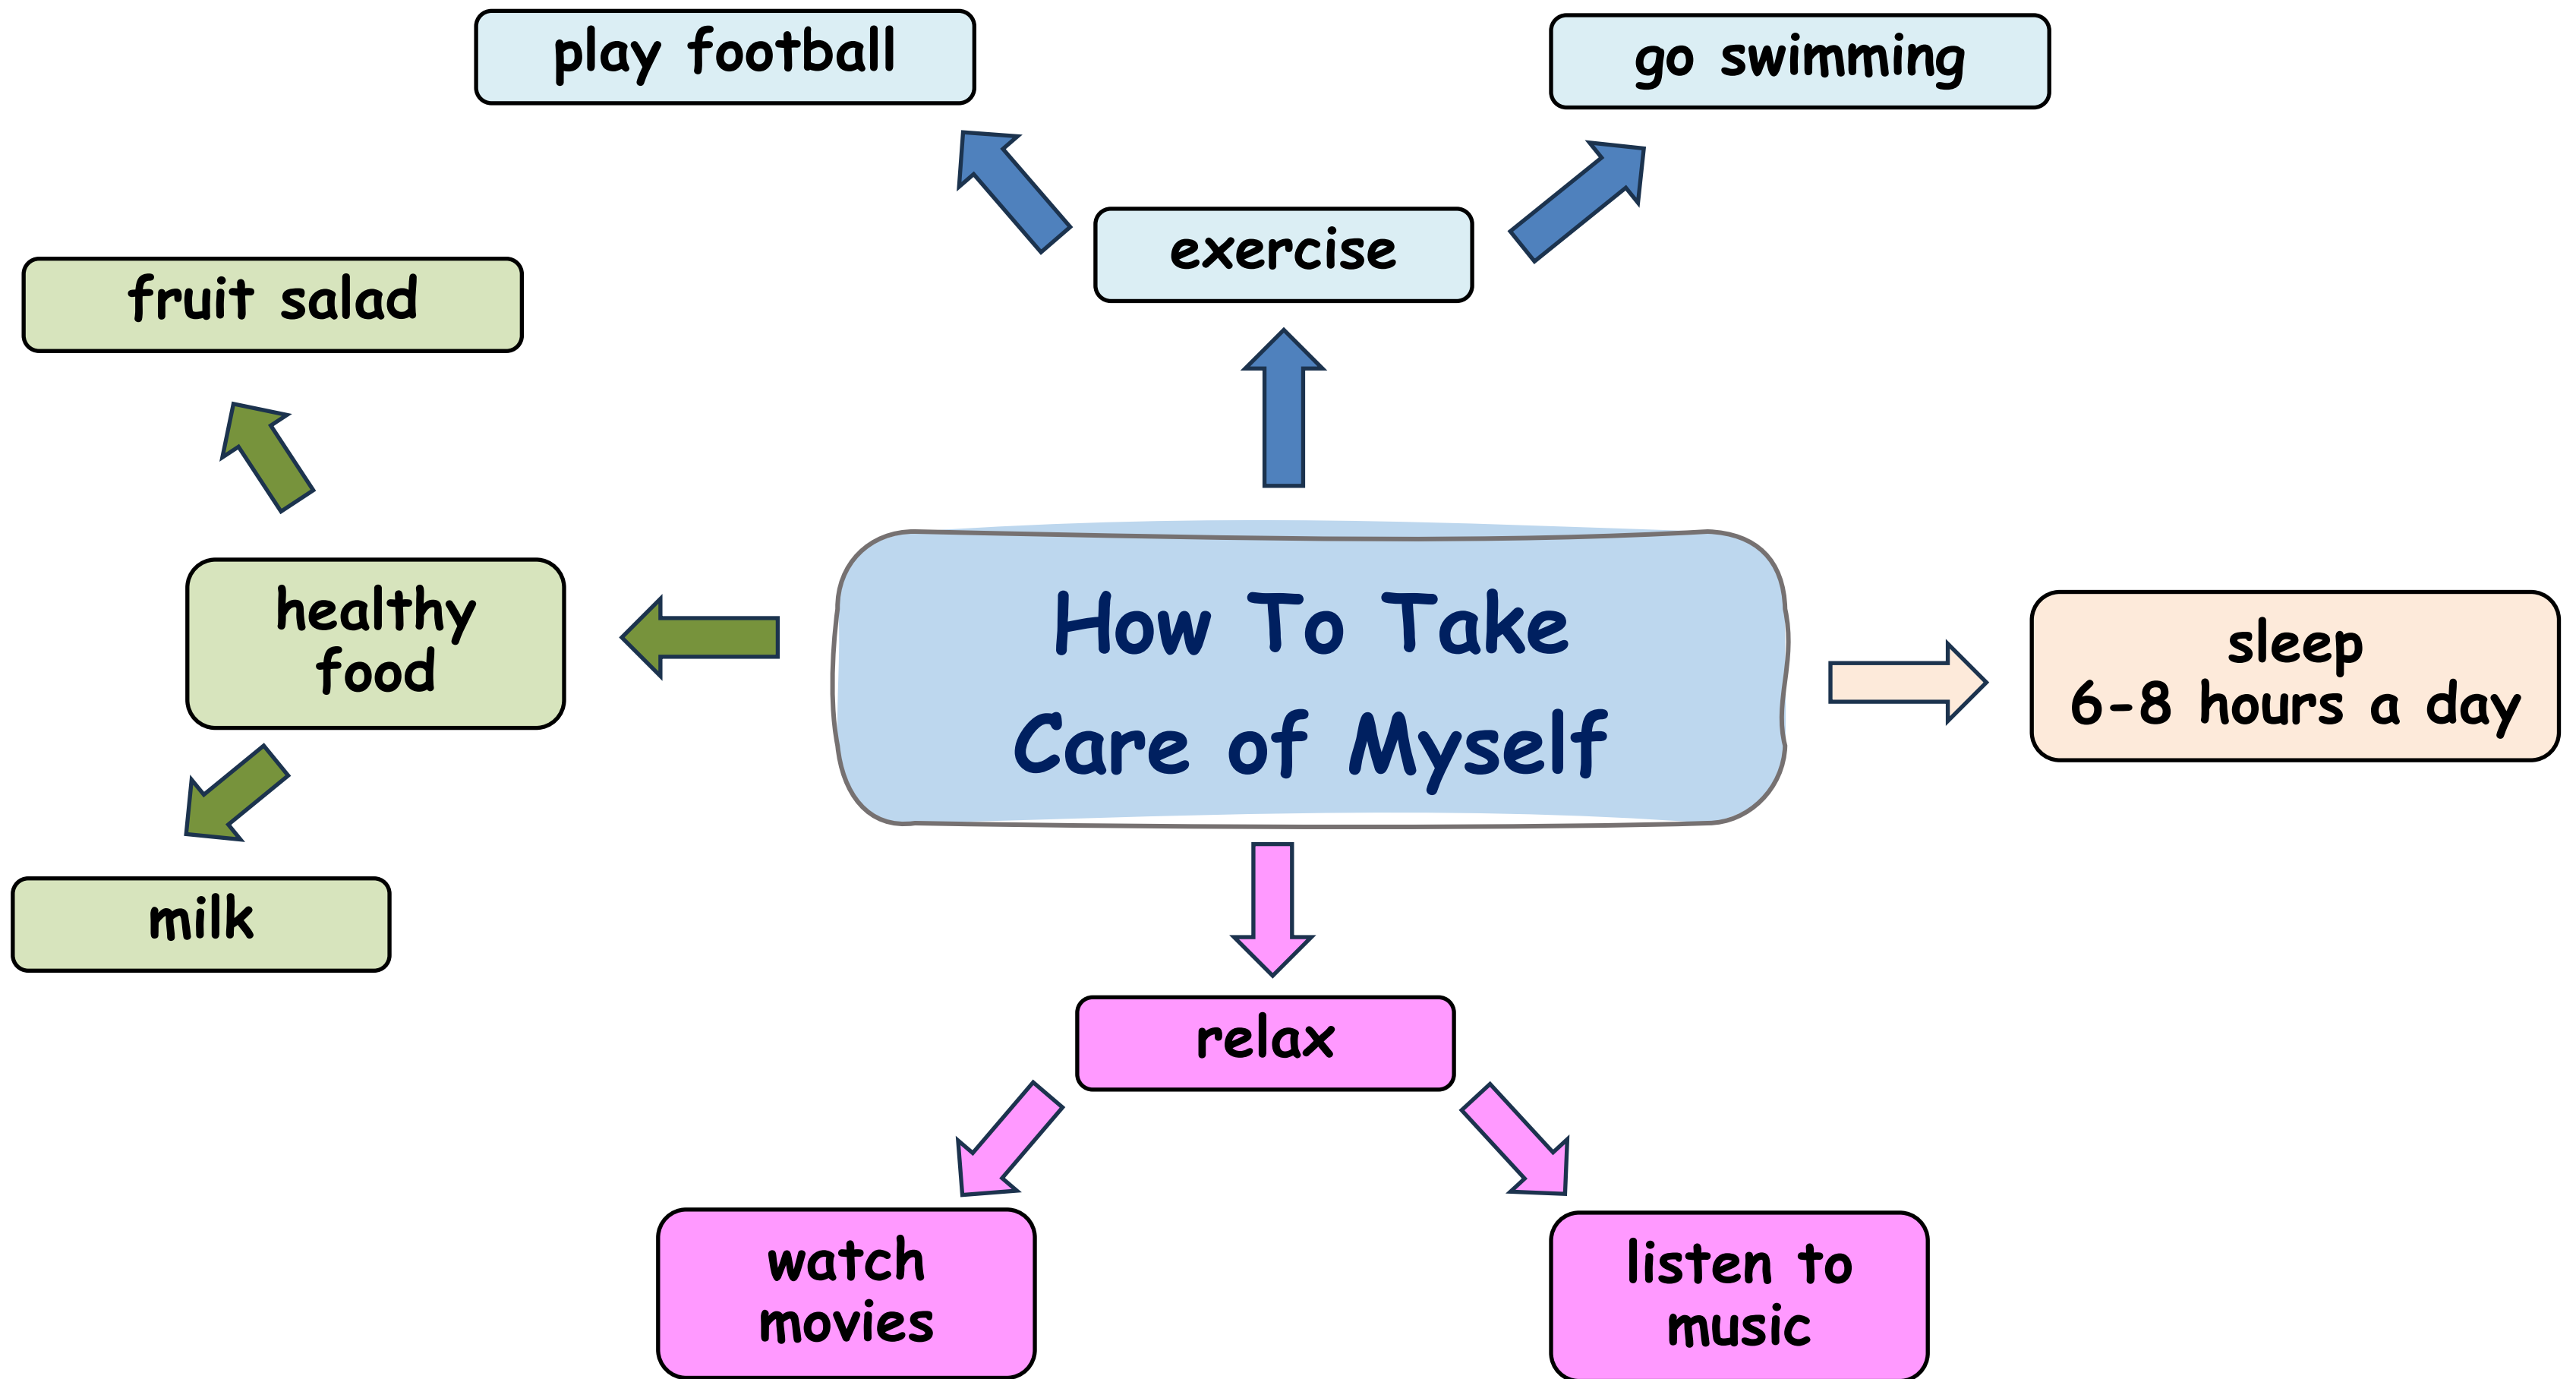 play football
go swimming
exercise
fruit salad
healthy
food
How To Take
Care of Myself
sleep
6-8 hours a day
milk
relax
watch
movies
listen to
music